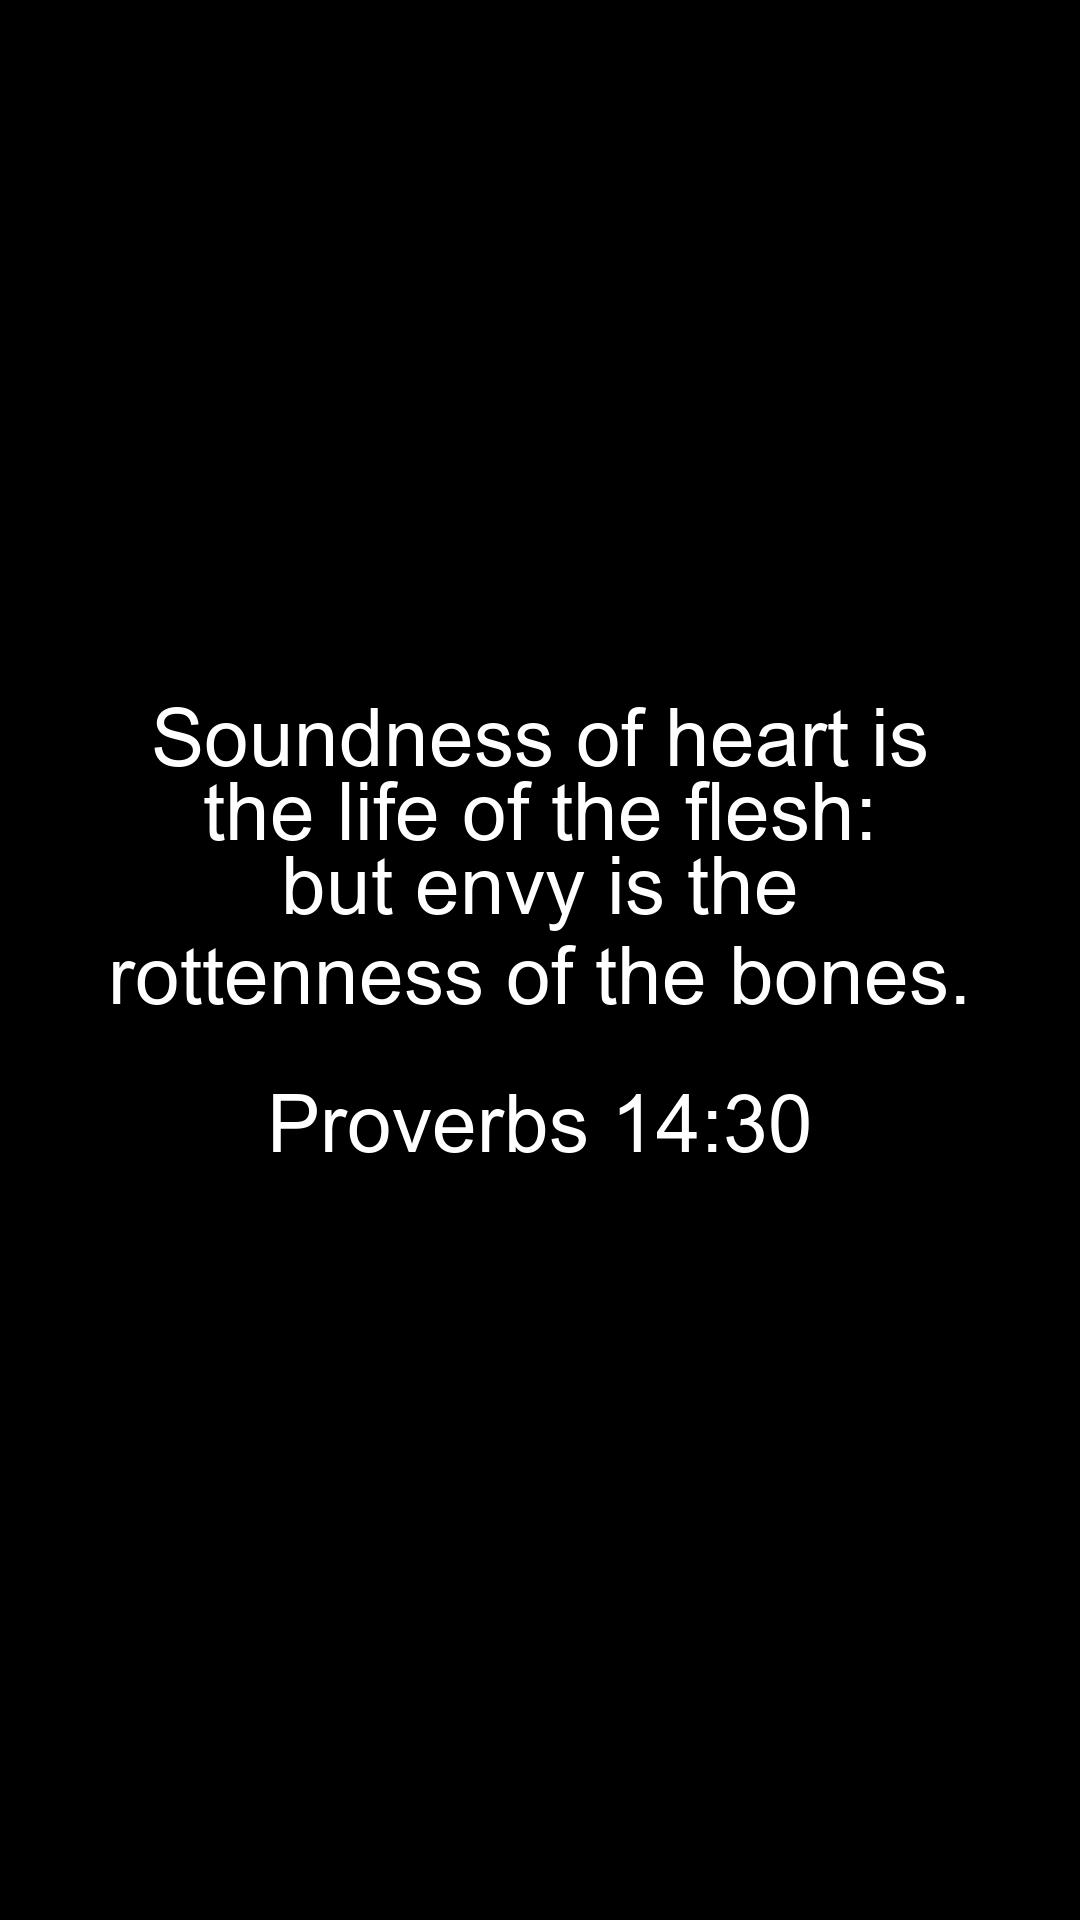 Soundness of heart is
the life of the flesh:
but envy is the
rottenness of the bones.
Proverbs 14:30